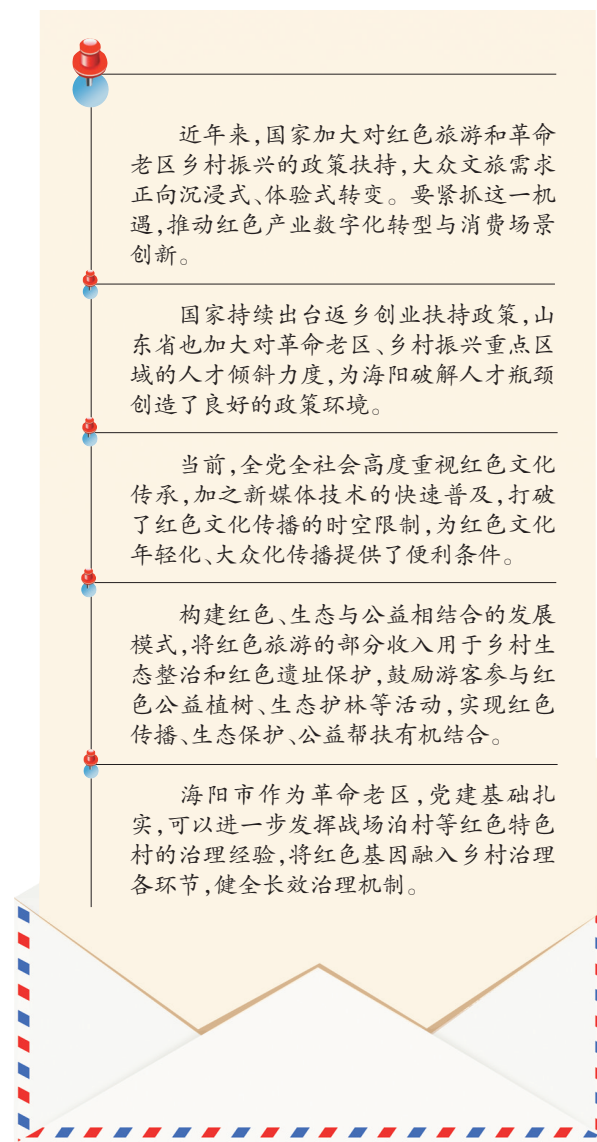 近年来,国家加大对红色旅游和革命
老区乡村振兴的政策扶持,大众文旅需求
正向沉浸式、体验式转变。要紧抓这一机
遇,推动红色产业数字化转型与消费场景
创新。
国家持续出台返乡创业扶持政策,山
东省也加大对革命老区、乡村振兴重点区
域的人才倾斜力度,为海阳破解人才瓶颈
创造了良好的政策环境。
当前,全党全社会高度重视红色文化
传承,加之新媒体技术的快速普及,打破
了红色文化传播的时空限制,为红色文化
年轻化、大众化传播提供了便利条件。
构建红色、生态与公益相结合的发展
模式,将红色旅游的部分收入用于乡村生
态整治和红色遗址保护,鼓励游客参与红
色公益植树、生态护林等活动,实现红色
传播、生态保护、公益帮扶有机结合。
海阳市作为革命老区,党建基础扎
实,可以进一步发挥战场泊村等红色特色
村的治理经验,将红色基因融入乡村治理
各环节,健全长效治理机制。